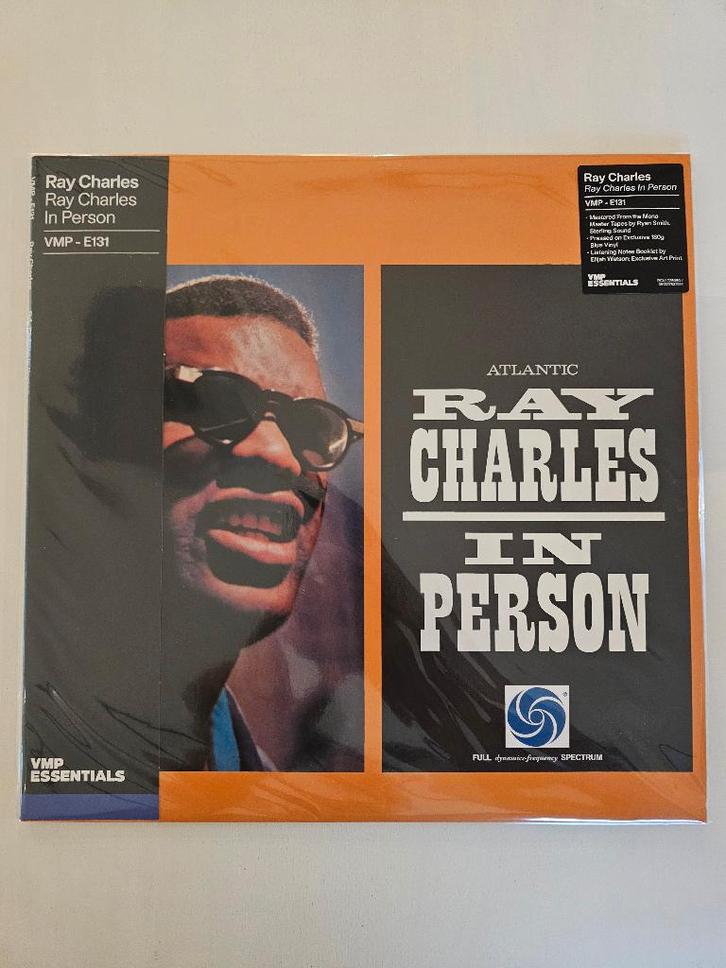 Ray Charles
Ray Charles
In Person
VMP - E131
VMP
ESSENTIALS
Ray Charles
Ray Charles In Person
VMP - E131
- Mastered From the Mono
Master Tapes by Ryan Smith,
Sterling Sound
- Pressed on Exclusive 180g
Blue Vinyl
- Listening Notes Booklet by
Elijah Watson; Exclusive Art Print
VMP
ESSENTIALS
ATLANTIC
RAY
CHARLES
IN
PERSON
®
FULL dynamics-frequency SPECTRUM